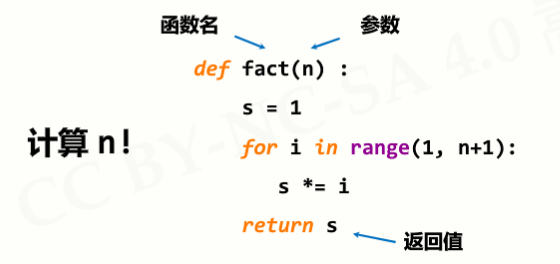 函数名 参数
def fact(n) :
s = 1
计算 n!
for i in range(1, n+1):
s *= i
return s
返回值
CC BY-NC-SA 4.0 嵩